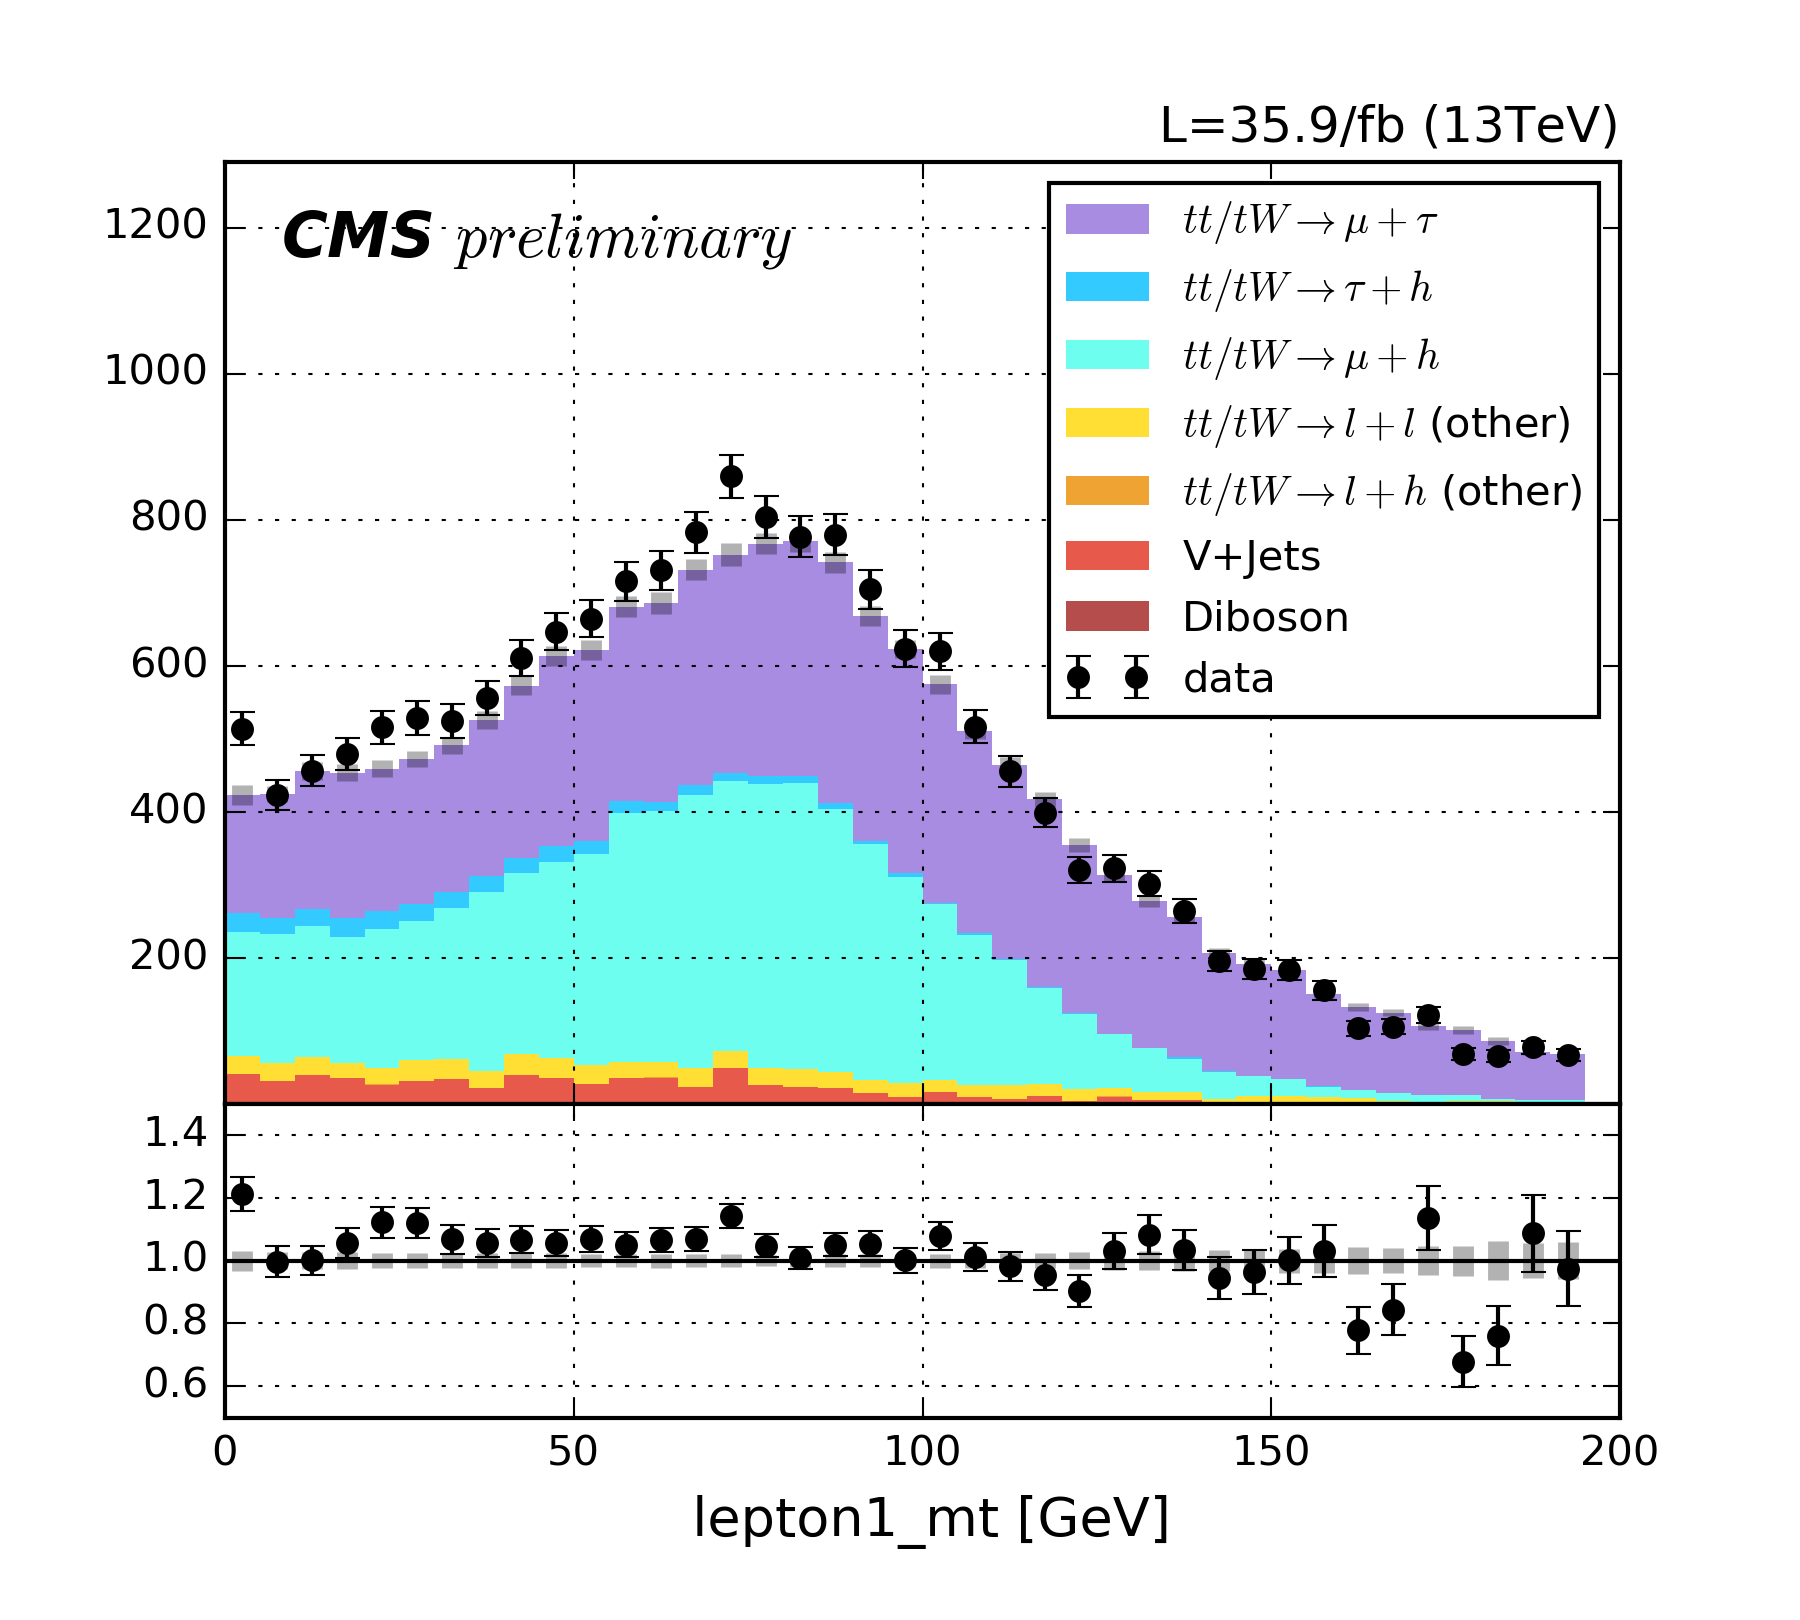 L=35.9/fb (13TeV)
CMS preliminary
1200
1000
800
600
400
200
tt/tW→μ+τ
tt/tW→τ+h
tt/tW→μ+h
tt/tW→l+l (other)
tt/tW→l+h (other)
V+Jets
Diboson
data
1.4
1.2
1.0
0.8
0.6
0 50 100 150 200
lepton1_mt [GeV]